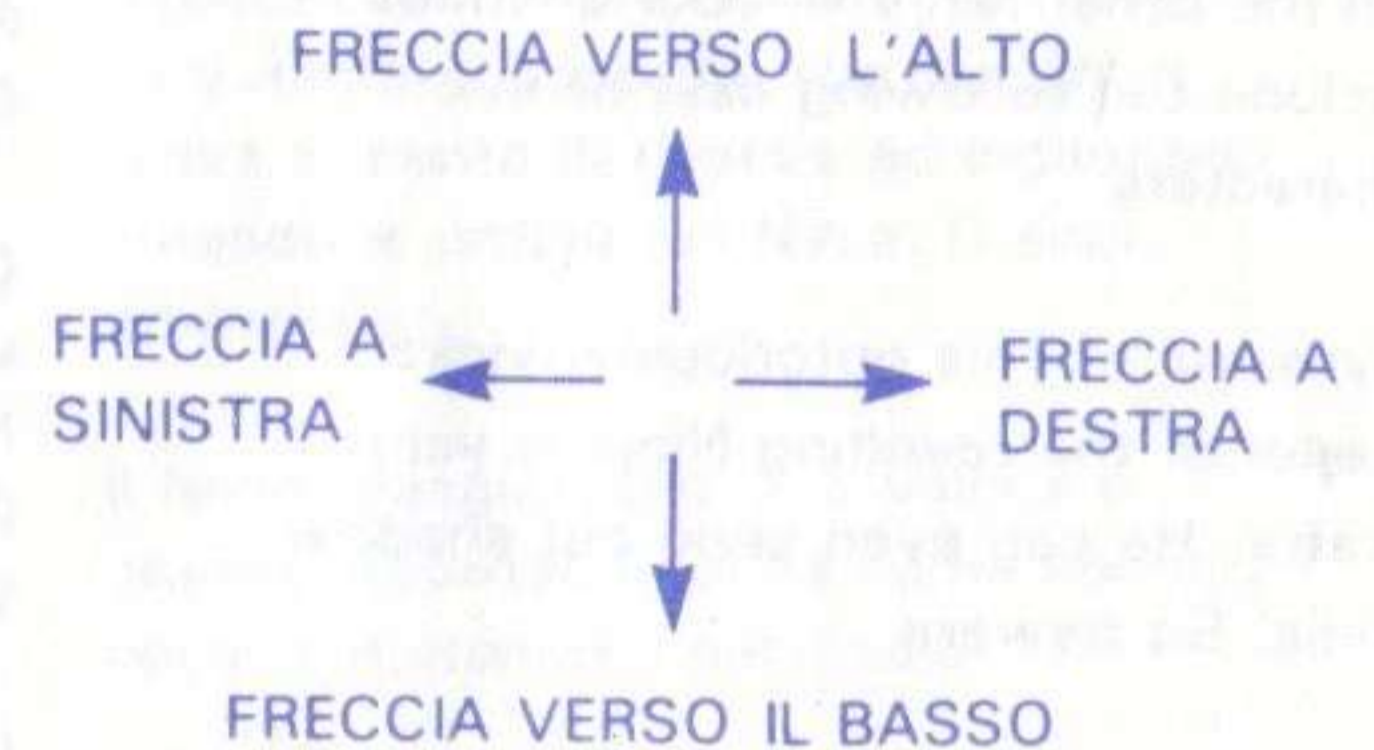 FRECCIA VERSO L'ALTO
FRECCIA A
SINISTRA
FRECCIA A
DESTRA
FRECCIA VERSO IL BASSO